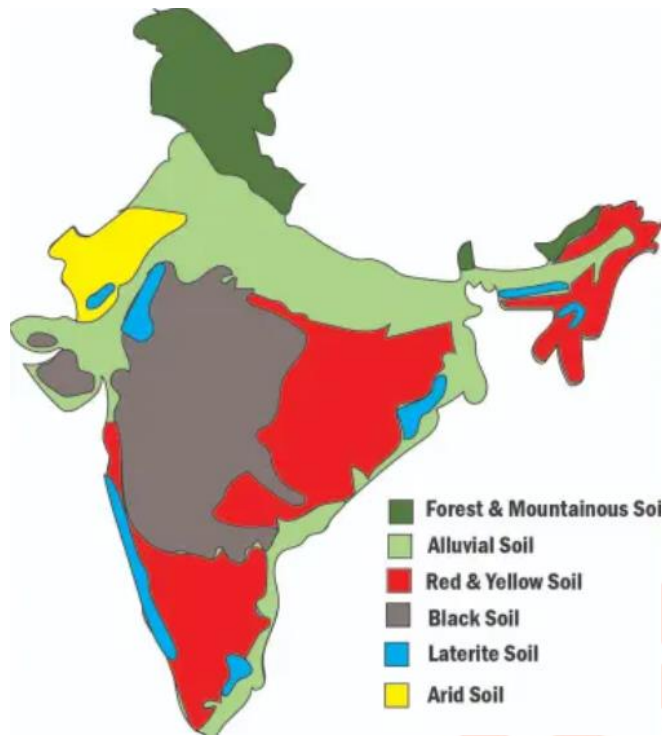 Forest & Mountainous Soi
Alluvial Soil
Red & Yellow Soil
Black Soil
Laterite Soil
Arid Soil